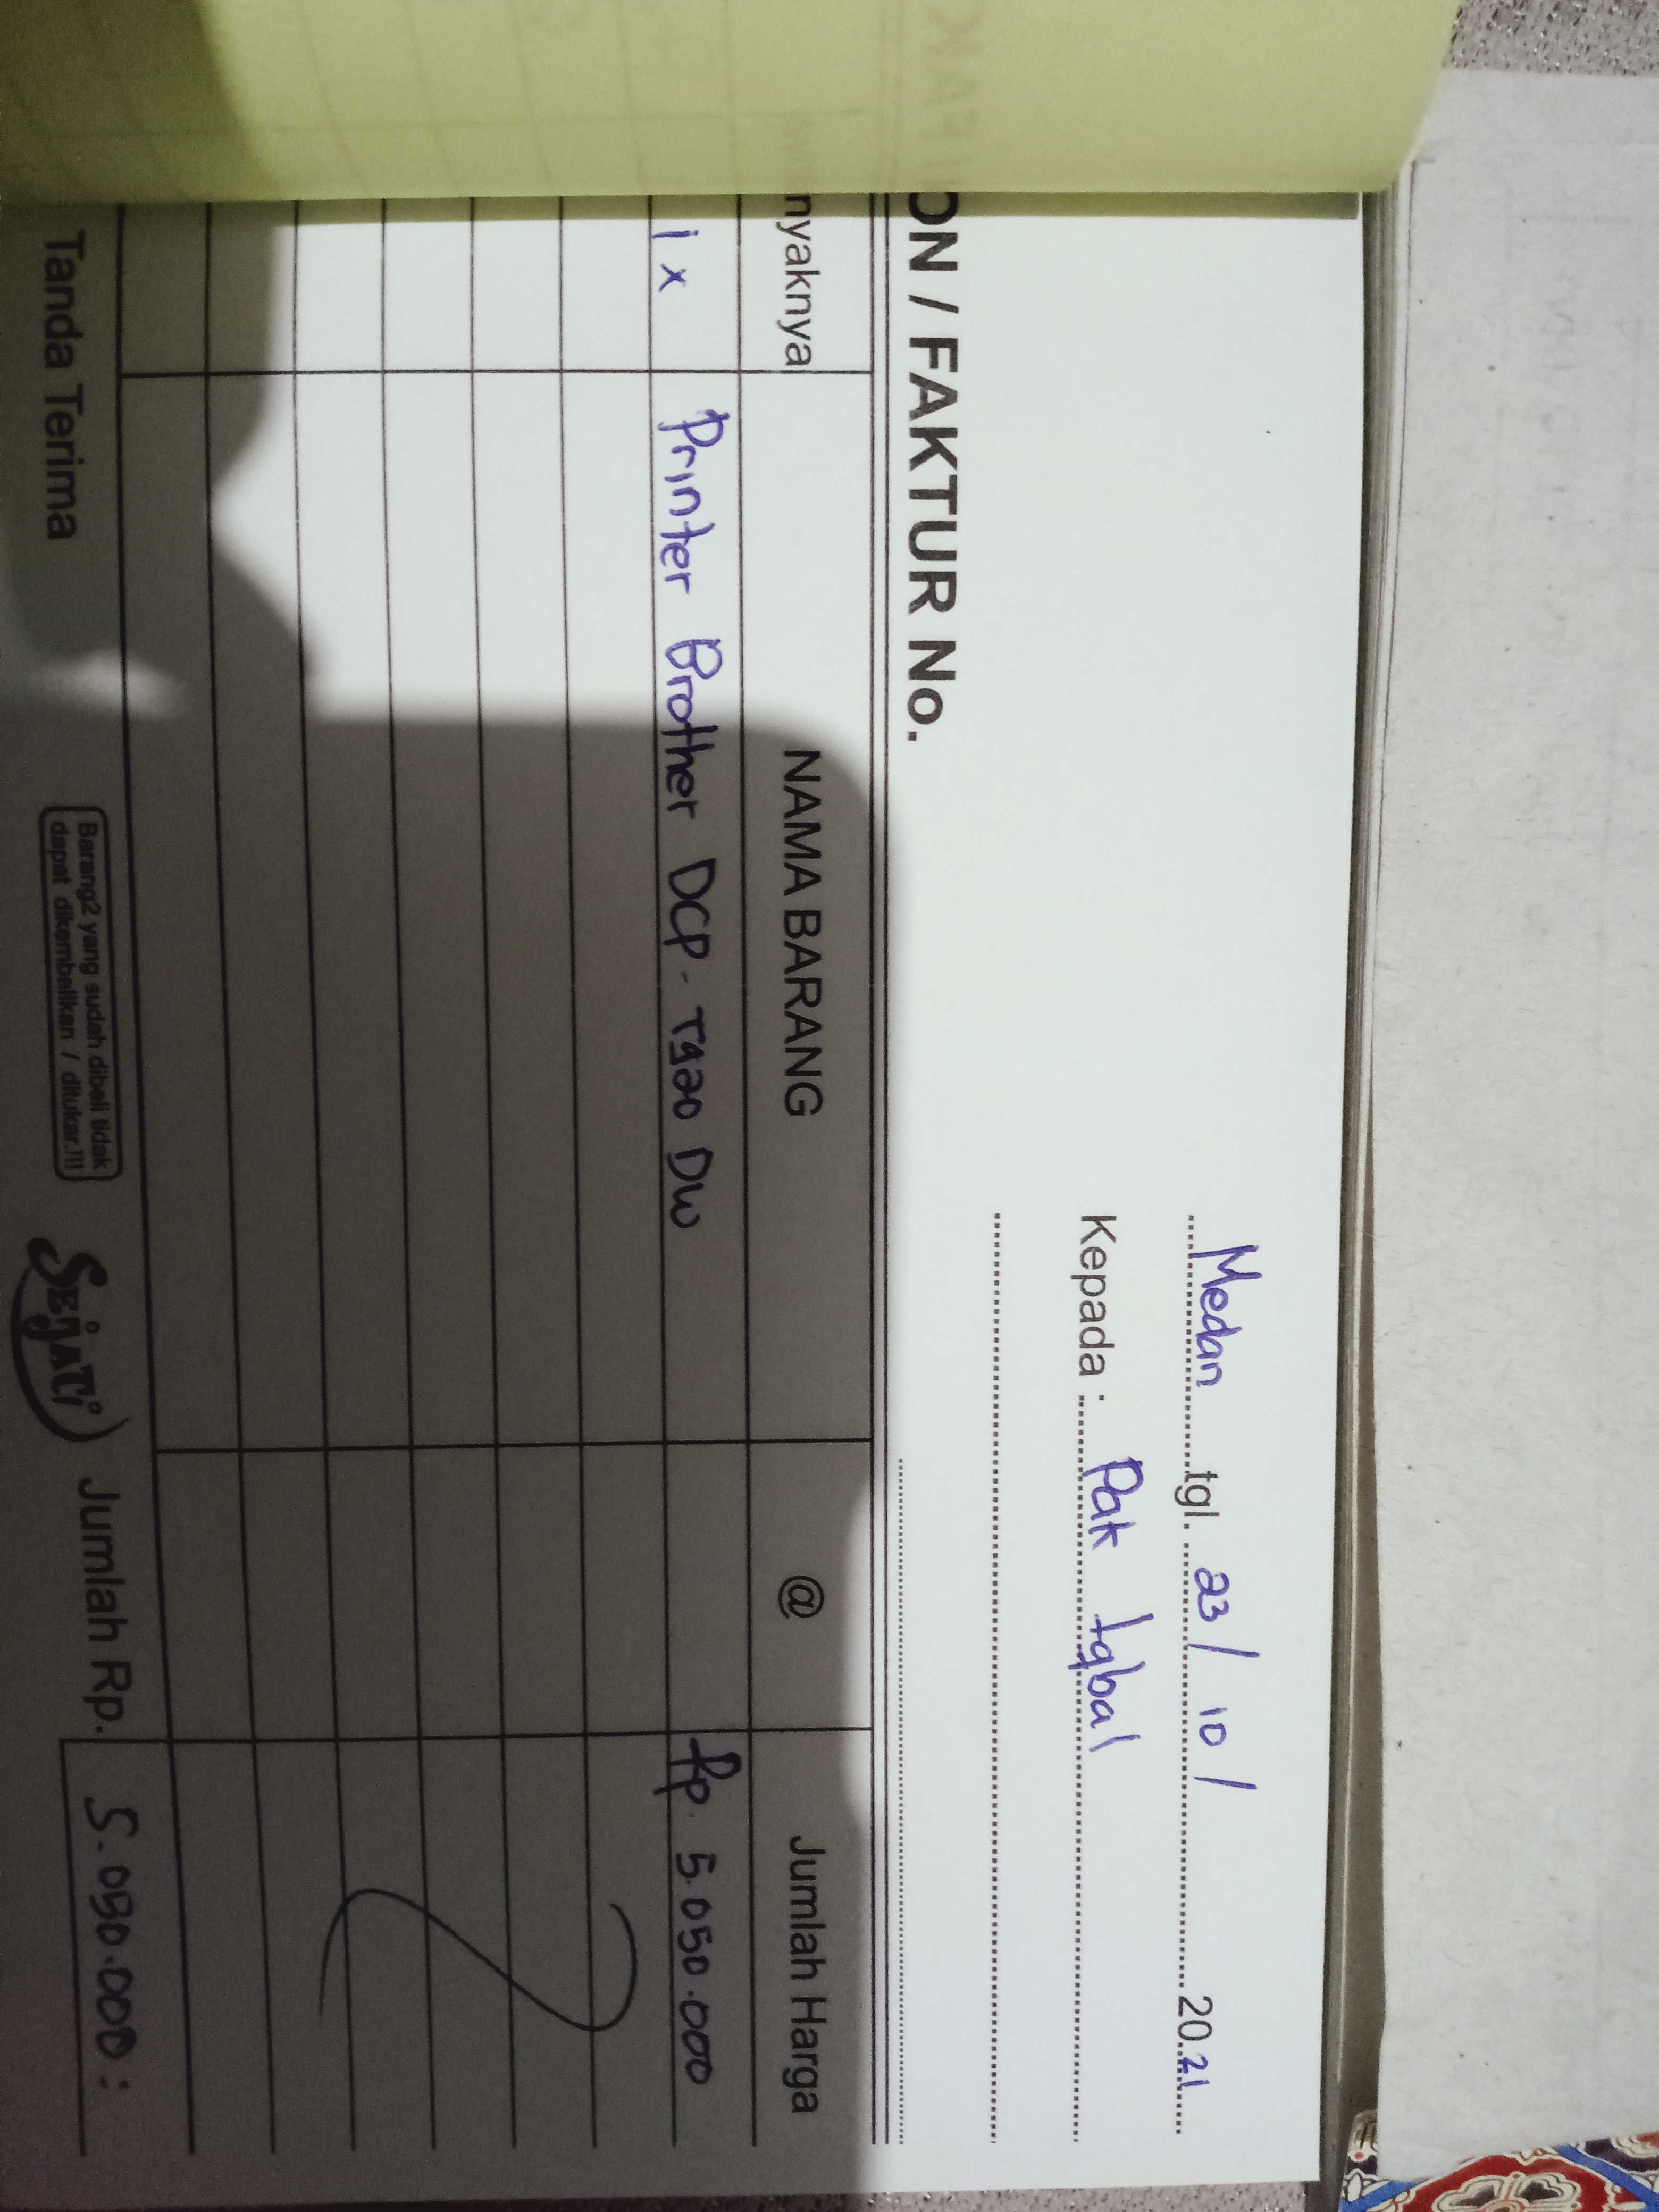 Medan tgl. 23 / 10 / 2021
Kepada : Pak Iqbal
ON / FAKTUR No.
nyaknya NAMA BARANG @ Jumlah Harga
1 x Printer Brother DCP - T920 DW Rp. 5.050.000
Tanda Terima
Barang2 yang sudah dibeli tidak
dapat dikembalikan / ditukar.!!!
SEJATI
Jumlah Rp. 5.050.000 :